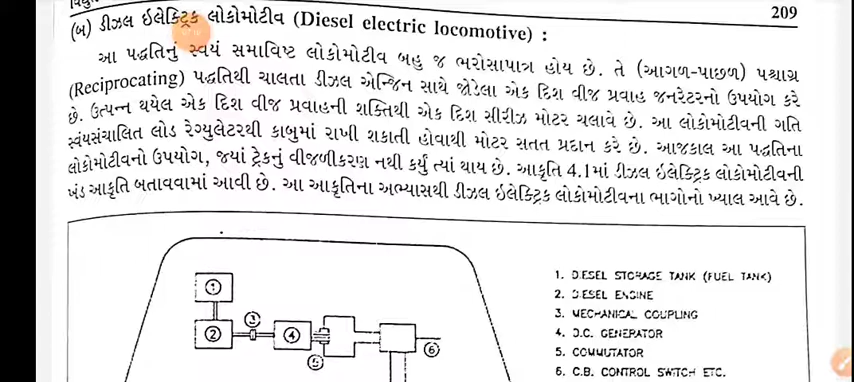 209
(બ) ડીઝલ ઇલેક્ટ્રિક લોકોમોટીવ (Diesel electric locomotive) :
આ પદ્ધતિનું સ્વયં સમાવિષ્ટ લોકોમોટીવ બહુ જ ભરોસાપાત્ર હોય છે. તે (આગળ-પાછળ) પશ્ચાગ્ર
(Reciprocating) પદ્ધતિથી ચાલતા ડીઝલ એન્જિન સાથે જોડેલા એક દિશ વીજ પ્રવાહ જનરેટરનો ઉપયોગ કરે
છે. ઉત્પન્ન થયેલ એક દિશ વીજ પ્રવાહની શક્તિથી એક દિશ સીરીઝ મોટર ચલાવે છે. આ લોકોમોટીવની ગતિ
સ્વંયસંચાલિત લોડ રેગ્યુલેટરથી કાબુમાં રાખી શકાતી હોવાથી મોટર સતત પ્રદાન કરે છે. આજકાલ આ પદ્ધતિના
લોકોમોટીવનો ઉપયોગ, જ્યાં ટ્રેકનું વીજળીકરણ નથી કર્યું ત્યાં થાય છે. આકૃતિ 4.1માં ડીઝલ ઇલેક્ટ્રિક લોકોમોટીવની
ખંડ આકૃતિ બતાવવામાં આવી છે. આ આકૃતિના અભ્યાસથી ડીઝલ ઇલેક્ટ્રિક લોકોમોટીવના ભાગોનો ખ્યાલ આવે છે.
1. DIESEL STORAGE TANK (FUEL TANK)
2. DIESEL ENGINE
3. MECHANICAL COUPLING
4. D.C. GENERATOR
5. COMMUTATOR
6. C.B. CONTROL SWITCH ETC.
1
2
3
4
5
6